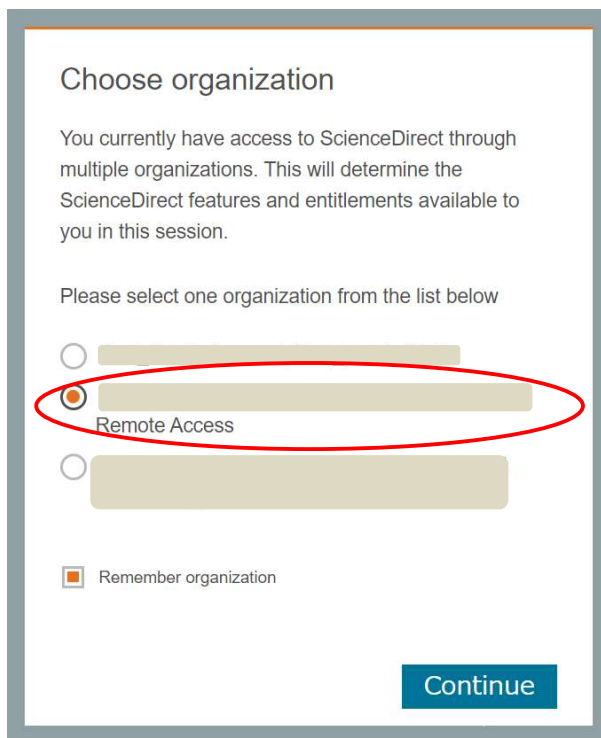 Choose organization
You currently have access to ScienceDirect through
multiple organizations. This will determine the
ScienceDirect features and entitlements available to
you in this session.
Please select one organization from the list below
Remote Access
Remember organization
Continue